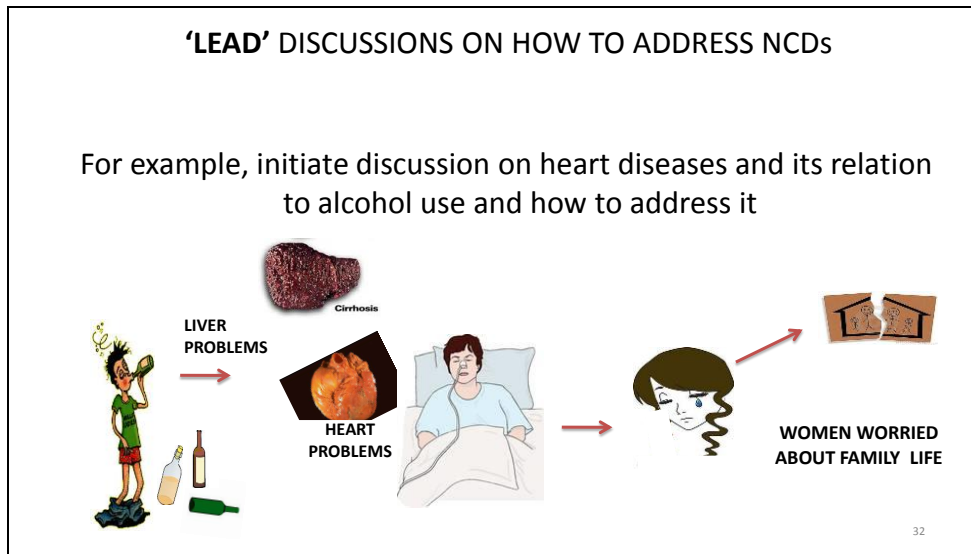 ‘LEAD’ DISCUSSIONS ON HOW TO ADDRESS NCDs
For example, initiate discussion on heart diseases and its relation
to alcohol use and how to address it
Cirrhosis
LIVER
PROBLEMS
HEART
PROBLEMS
WOMEN WORRIED
ABOUT FAMILY LIFE
32